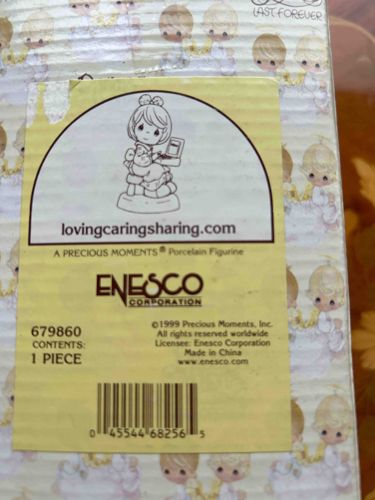 LAST FOREVER
lovingcaringsharing.com
A PRECIOUS MOMENTS® Porcelain Figurine
ENESCO
CORPORATION
679860
CONTENTS:
1 PIECE
©1999 Precious Moments, Inc.
All rights reserved worldwide
Licensee: Enesco Corporation
Made in China
www.enesco.com
0 45544 68256 5